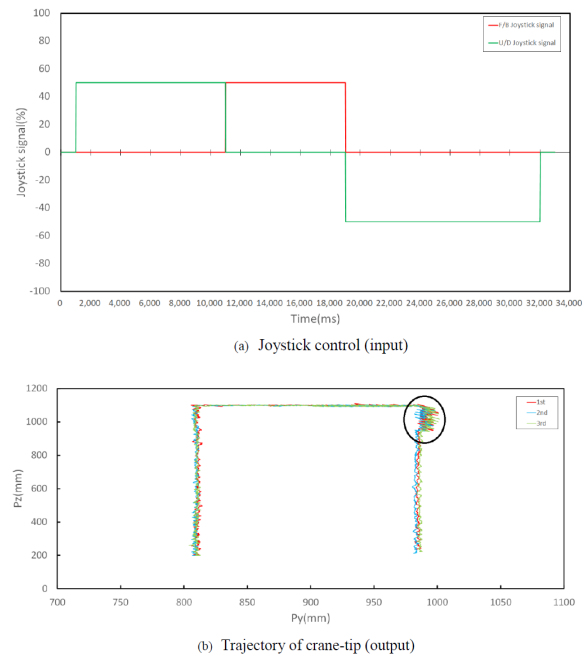 F/B Joystick signal
U/D Joystick signal
Joystick signal(%)
100
80
60
40
20
0
-20
-40
-60
-80
-100
0 2,000 4,000 6,000 8,000 10,000 12,000 14,000 16,000 18,000 20,000 22,000 24,000 26,000 28,000 30,000 32,000 34,000
Time(ms)
(a) Joystick control (input)
1st
2nd
3rd
Pz(mm)
1200
1000
800
600
400
200
0
700 750 800 850 900 950 1000 1050 1100
Py(mm)
(b) Trajectory of crane-tip (output)